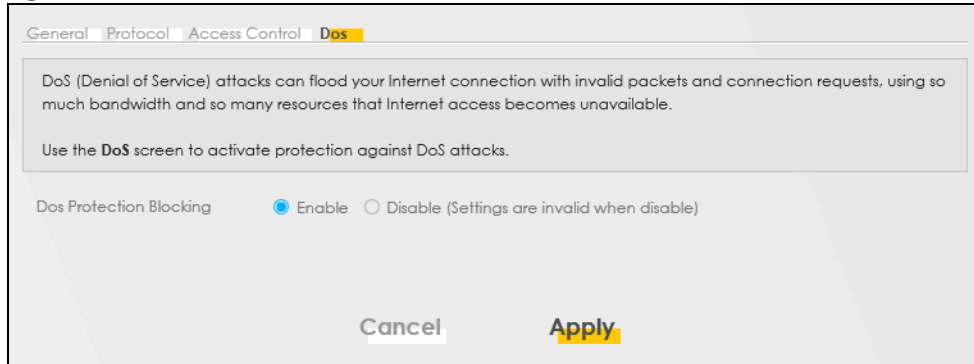 General Protocol Access Control Dos
DoS (Denial of Service) attacks can flood your Internet connection with invalid packets and connection requests, using so
much bandwidth and so many resources that Internet access becomes unavailable.
Use the DoS screen to activate protection against DoS attacks.
Dos Protection Blocking Enable Disable (Settings are invalid when disable)
Cancel Apply